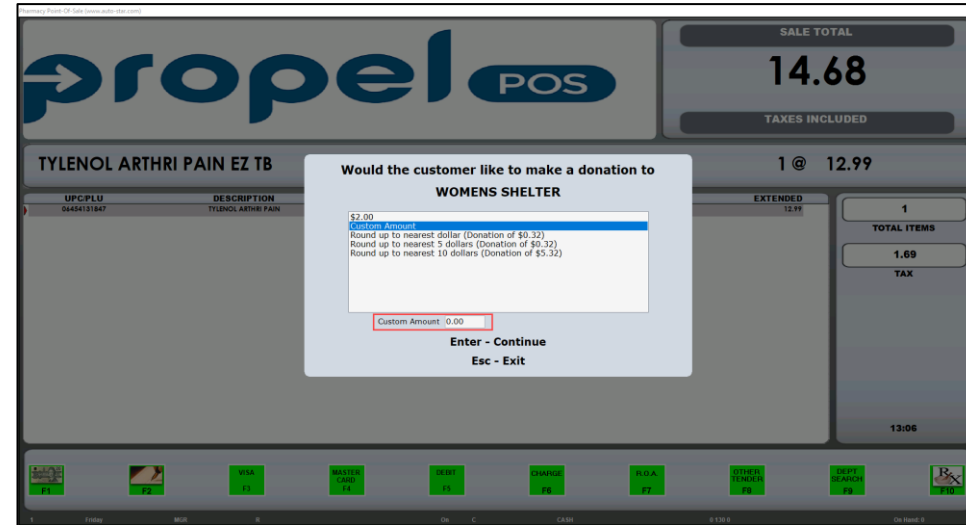 Pharmacy Point-Of-Sale (www.auto-star.com)
propel POS
SALE TOTAL
14.68
TAXES INCLUDED
TYLENOL ARTHRI PAIN EZ TB 1 @ 12.99
Would the customer like to make a donation to
WOMENS SHELTER
UPC/PLU DESCRIPTION EXTENDED
06454131847 TYLENOL ARTHRI PAIN 12.99
$2.00
Custom Amount
Round up to nearest dollar (Donation of $0.32)
Round up to nearest 5 dollars (Donation of $0.32)
Round up to nearest 10 dollars (Donation of $5.32)
Custom Amount 0.00
Enter - Continue
Esc - Exit
1
TOTAL ITEMS
1.69
TAX
13:06
F1
F2
VISA
F3
MASTER
CARD
F4
DEBIT
F5
CHARGE
F6
R.O.A.
F7
OTHER
TENDER
F8
DEPT
SEARCH
F9
Rx
F10
1 Friday MGR R On C CASH On Hand: 0